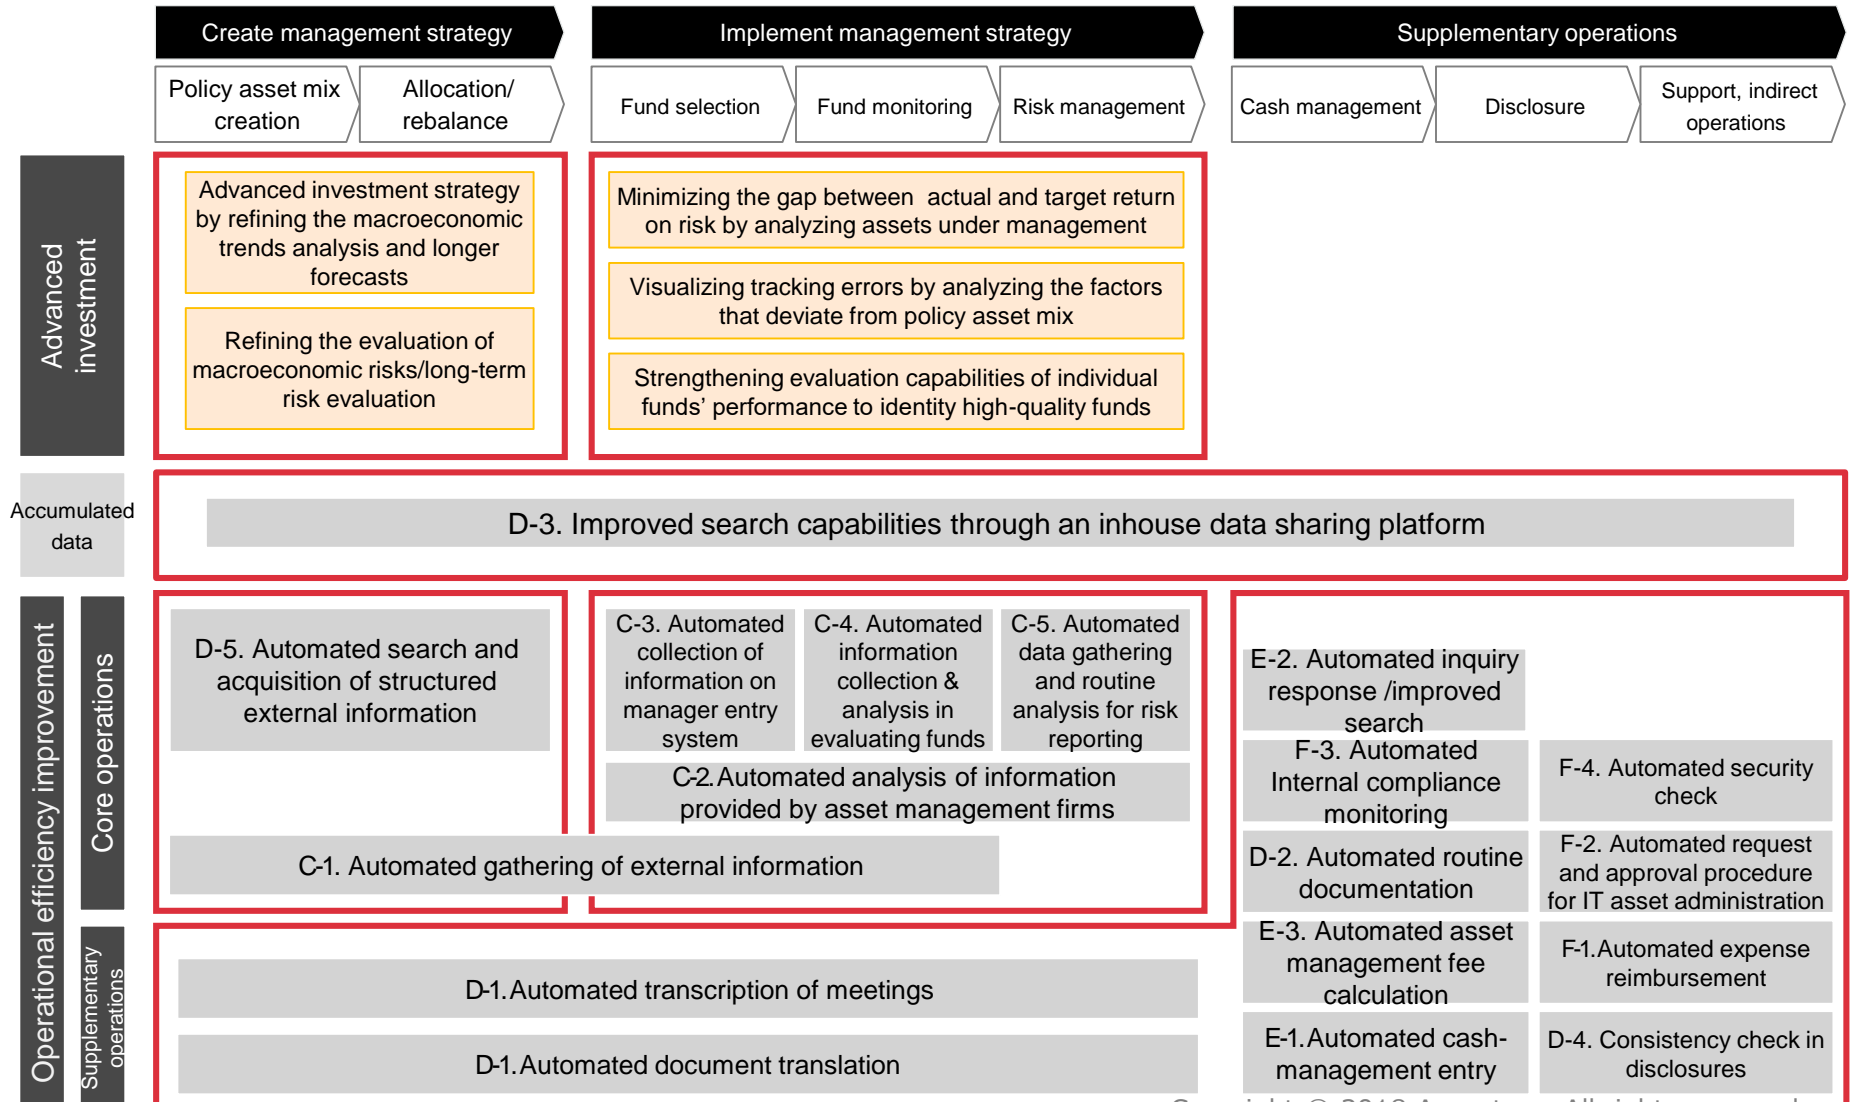 Create management strategy
Implement management strategy
Supplementary operations
Policy asset mix
creation
Allocation/
rebalance
Fund selection
Fund monitoring
Risk management
Cash management
Disclosure
Support, indirect
operations
Advanced
investment
Advanced investment strategy
by refining the macroeconomic
trends analysis and longer
forecasts
Refining the evaluation of
macroeconomic risks/long-term
risk evaluation
Minimizing the gap between  actual and target return
on risk by analyzing assets under management
Visualizing tracking errors by analyzing the factors
that deviate from policy asset mix
Strengthening evaluation capabilities of individual
funds’ performance to identity high-quality funds
Accumulated
data
D-3. Improved search capabilities through an inhouse data sharing platform
Operational efficiency improvement
Core operations
D-5. Automated search and
acquisition of structured
external information
C-3. Automated
collection of
information on
manager entry
system
C-4. Automated
information
collection &
analysis in
evaluating funds
C-5. Automated
data gathering
and routine
analysis for risk
reporting
C-2.Automated analysis of information
provided by asset management firms
C-1. Automated gathering of external information
E-2. Automated inquiry
response /improved
search
F-3. Automated
Internal compliance
monitoring
F-4. Automated security
check
D-2. Automated routine
documentation
F-2. Automated request
and approval procedure
for IT asset administration
Supplementary
operations
D-1.Automated transcription of meetings
D-1.Automated document translation
E-3. Automated asset
management fee
calculation
F-1.Automated expense
reimbursement
E-1.Automated cash-
management entry
D-4. Consistency check in
disclosures